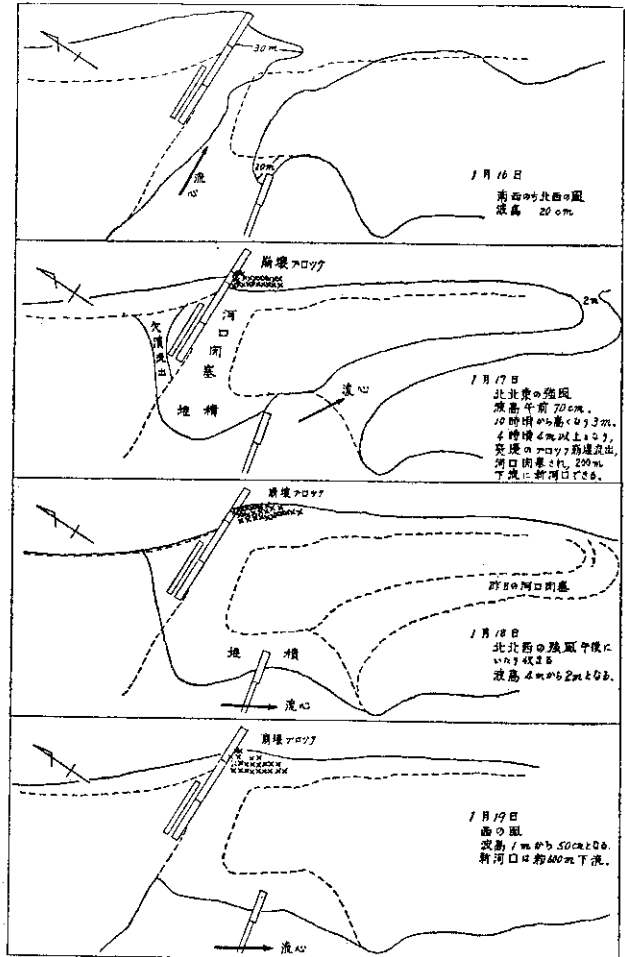 30m
10m
流心
1月16日
南西のち北西の風
波高 20cm
崩壊ブロック
欠潰流出
河口閉塞
堆積
流心
2m
1月17日
北北東の強風
波高午前70cm.
10時頃から高くなり3m.
4時頃4m以上となり,
突堤のブロック崩壊流出,
河口閉塞され, 200m
下流に新河口できる.
崩壊ブロック
昨日の河口閉塞
堆積
流心
1月18日
北北西の強風午後に
いたり収まる
波高4mから2mとなる.
崩壊ブロック
流心
1月19日
西の風
波高1mから50cmとなる.
新河口は約600m下流.